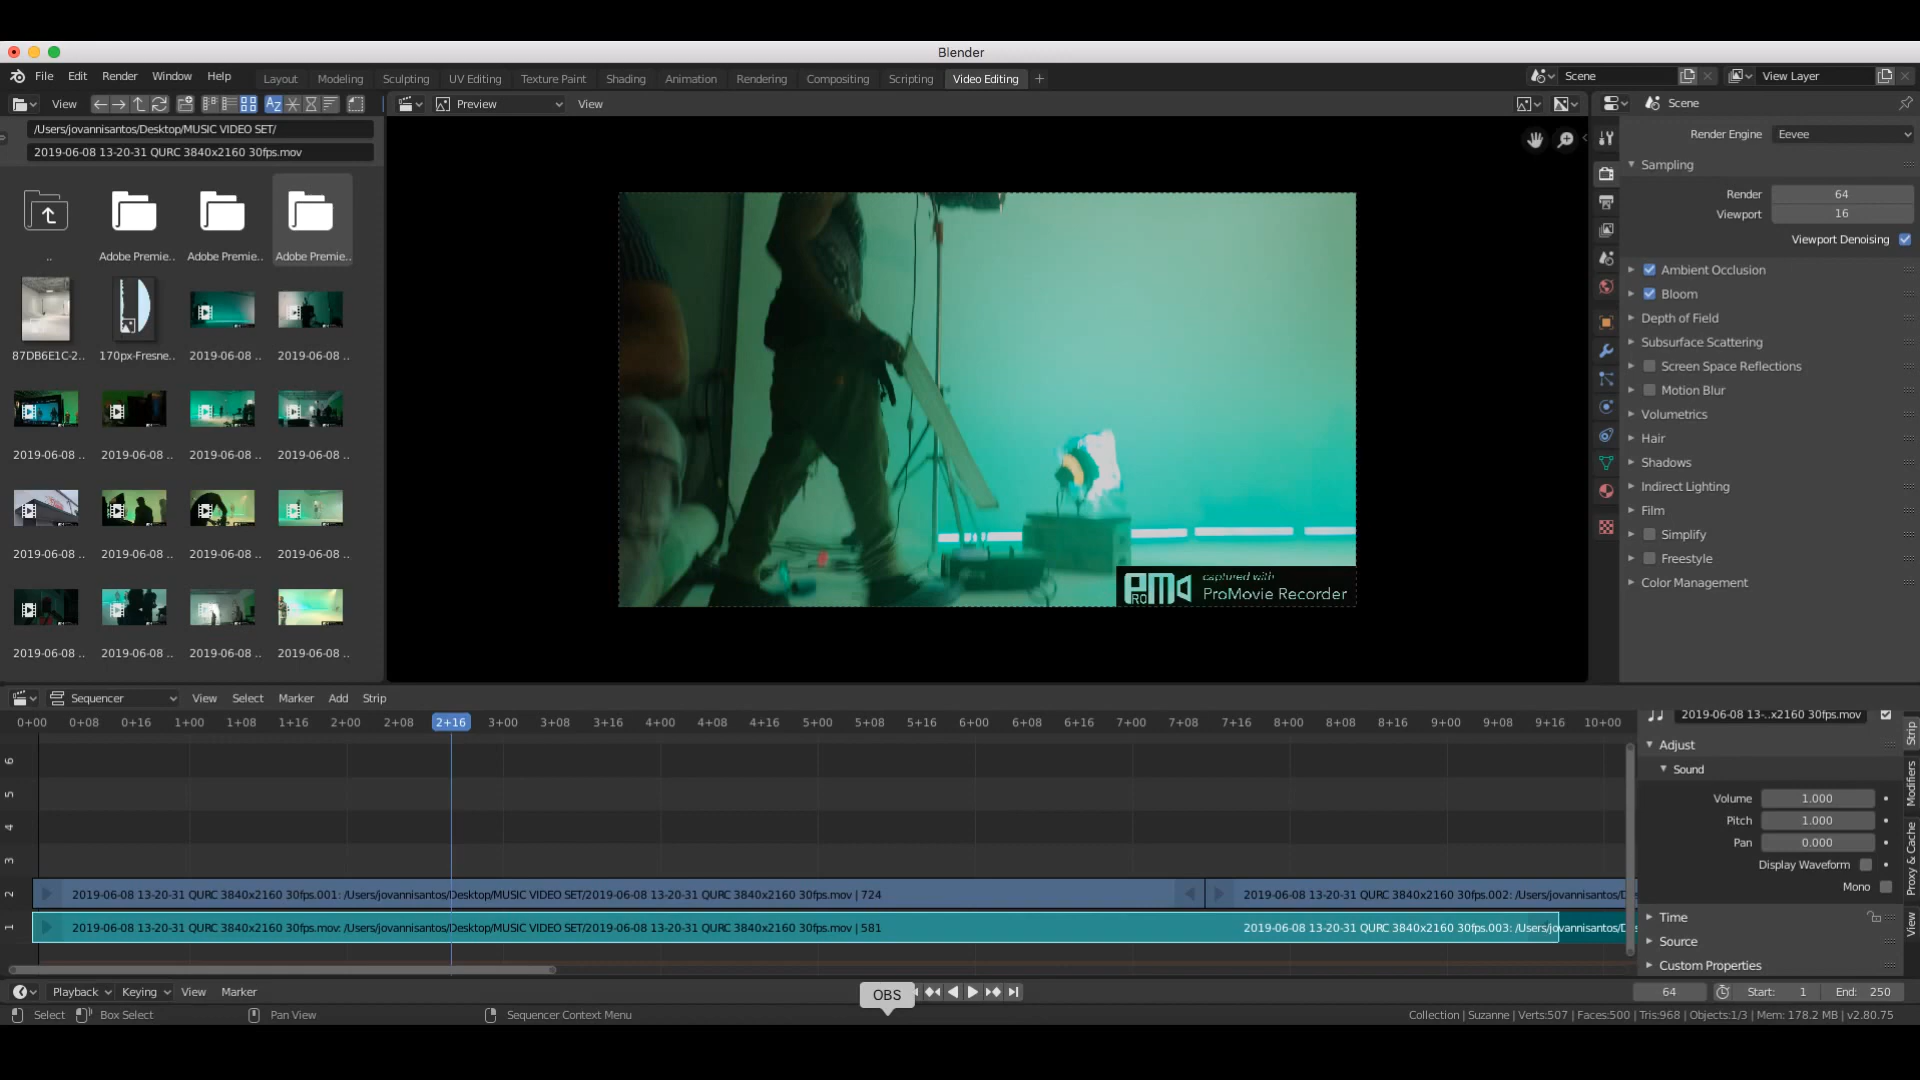 Blender
File Edit Render Window Help
Layout Modeling Sculpting UV Editing Texture Paint Shading Animation Rendering Compositing Scripting Video Editing +
Scene View Layer
View Preview View Scene
/Users/jovannisantos/Desktop/MUSIC VIDEO SET/
2019-06-08 13-20-31 QURC 3840x2160 30fps.mov
.. Adobe Premie.. Adobe Premie.. Adobe Premie..
87DB6E1C-2.. 170px-Fresne.. 2019-06-08 .. 2019-06-08 ..
2019-06-08 .. 2019-06-08 .. 2019-06-08 .. 2019-06-08 ..
2019-06-08 .. 2019-06-08 .. 2019-06-08 .. 2019-06-08 ..
2019-06-08 .. 2019-06-08 .. 2019-06-08 .. 2019-06-08 ..
PRO M captured with
ProMovie Recorder
Render Engine Eevee
Sampling
Render 64
Viewport 16
Viewport Denoising
Ambient Occlusion
Bloom
Depth of Field
Subsurface Scattering
Screen Space Reflections
Motion Blur
Volumetrics
Hair
Shadows
Indirect Lighting
Film
Simplify
Freestyle
Color Management
Sequencer View Select Marker Add Strip
0+00 0+08 0+16 1+00 1+08 1+16 2+00 2+08 2+16 3+00 3+08 3+16 4+00 4+08 4+16 5+00 5+08 5+16 6+00 6+08 6+16 7+00 7+08 7+16 8+00 8+08 8+16 9+00 9+08 9+16 10+00
6
5
4
3
2 2019-06-08 13-20-31 QURC 3840x2160 30fps.001: /Users/jovannisantos/Desktop/MUSIC VIDEO SET/2019-06-08 13-20-31 QURC 3840x2160 30fps.mov | 724 2019-06-08 13-20-31 QURC 3840x2160 30fps.002: /Users/jovannisantos/D
1 2019-06-08 13-20-31 QURC 3840x2160 30fps.mov: /Users/jovannisantos/Desktop/MUSIC VIDEO SET/2019-06-08 13-20-31 QURC 3840x2160 30fps.mov | 581 2019-06-08 13-20-31 QURC 3840x2160 30fps.003: /Users/jovannisantos/D
2019-06-08 13-..x2160 30fps.mov
Adjust
Sound
Volume 1.000
Pitch 1.000
Pan 0.000
Display Waveform
Mono
Time
Source
Custom Properties
Strip
Modifiers
Proxy & Cache
View
Playback Keying View Marker
OBS
64 Start: 1 End: 250
Select Box Select Pan View Sequencer Context Menu
Collection | Suzanne | Verts:507 | Faces:500 | Tris:968 | Objects:1/3 | Mem: 178.2 MB | v2.80.75